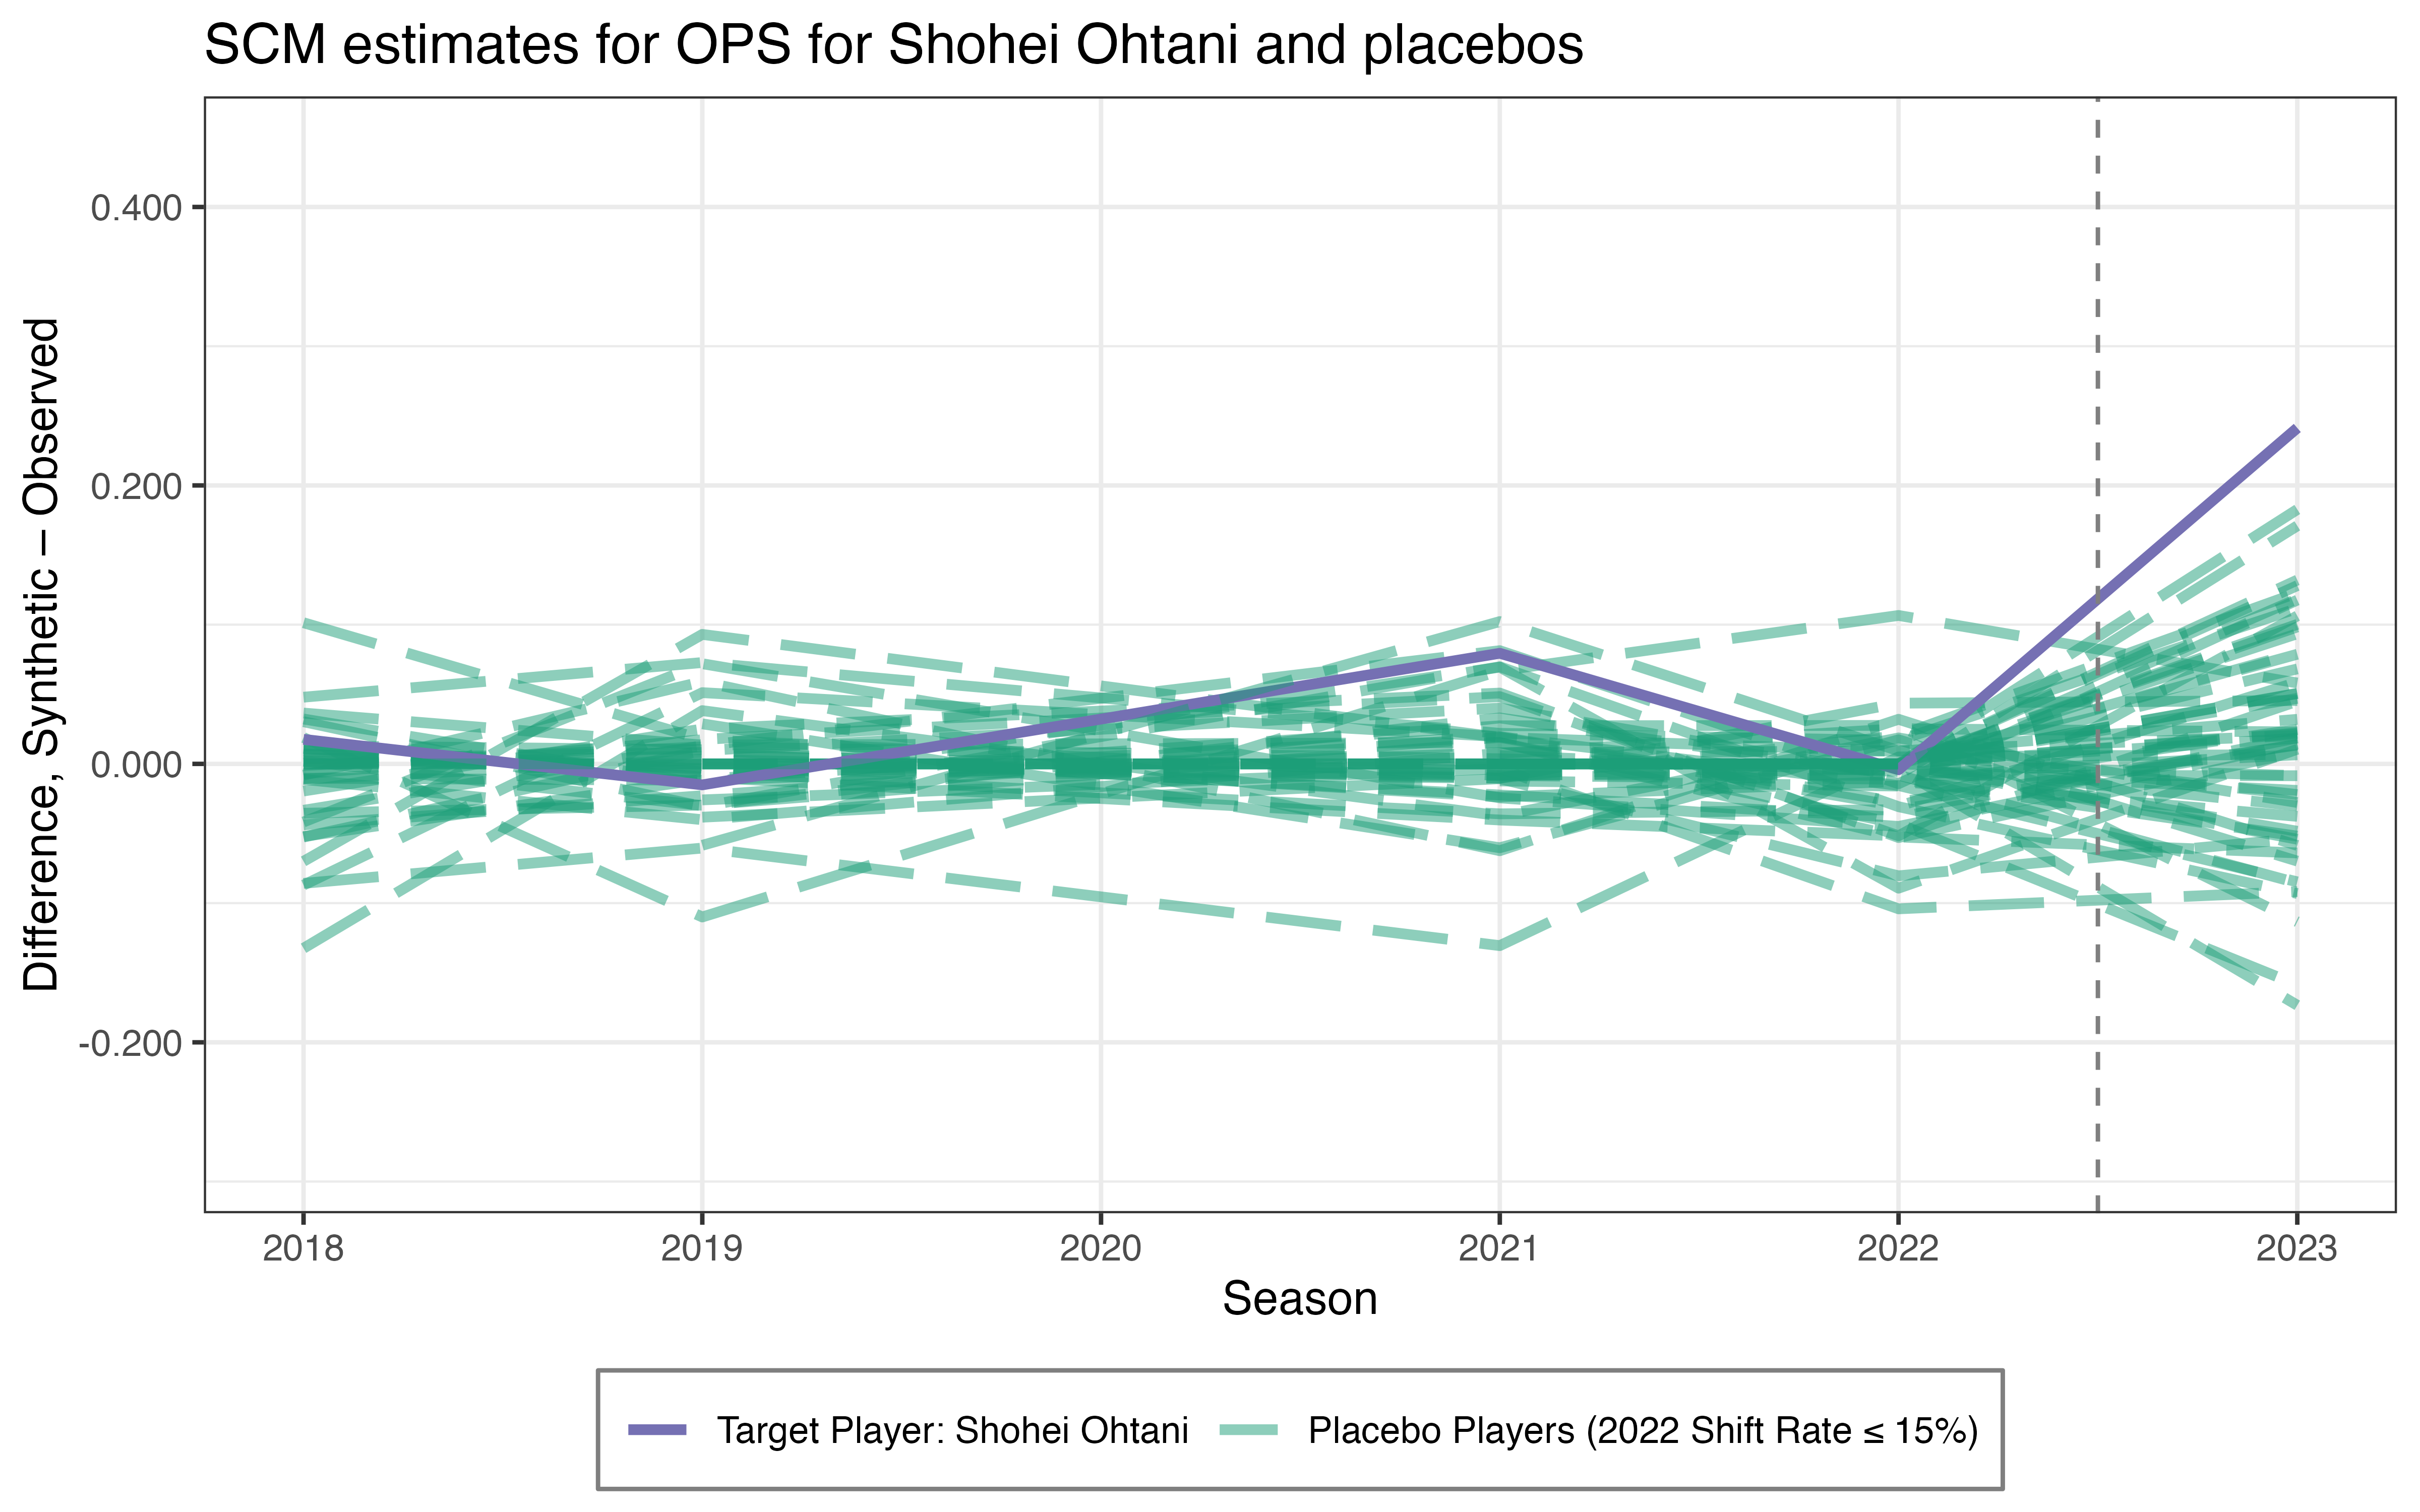 SCM estimates for OPS for Shohei Ohtani and placebos
Difference, Synthetic − Observed
0.400
0.200
0.000
-0.200
2018 2019 2020 2021 2022 2023
Season
Target Player: Shohei Ohtani Placebo Players (2022 Shift Rate ≤ 15%)